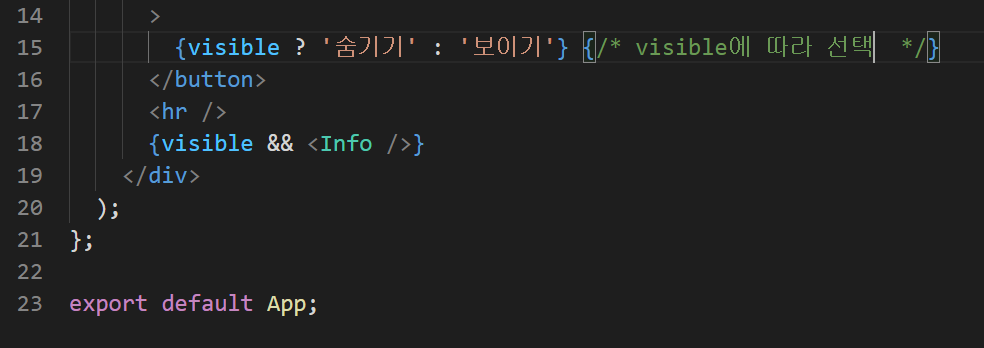 14 >
15 {visible ? '숨기기' : '보이기'} {/* visible에 따라 선택  */}
16 </button>
17 <hr />
18 {visible && <Info />}
19 </div>
20 );
21 };
22
23 export default App;